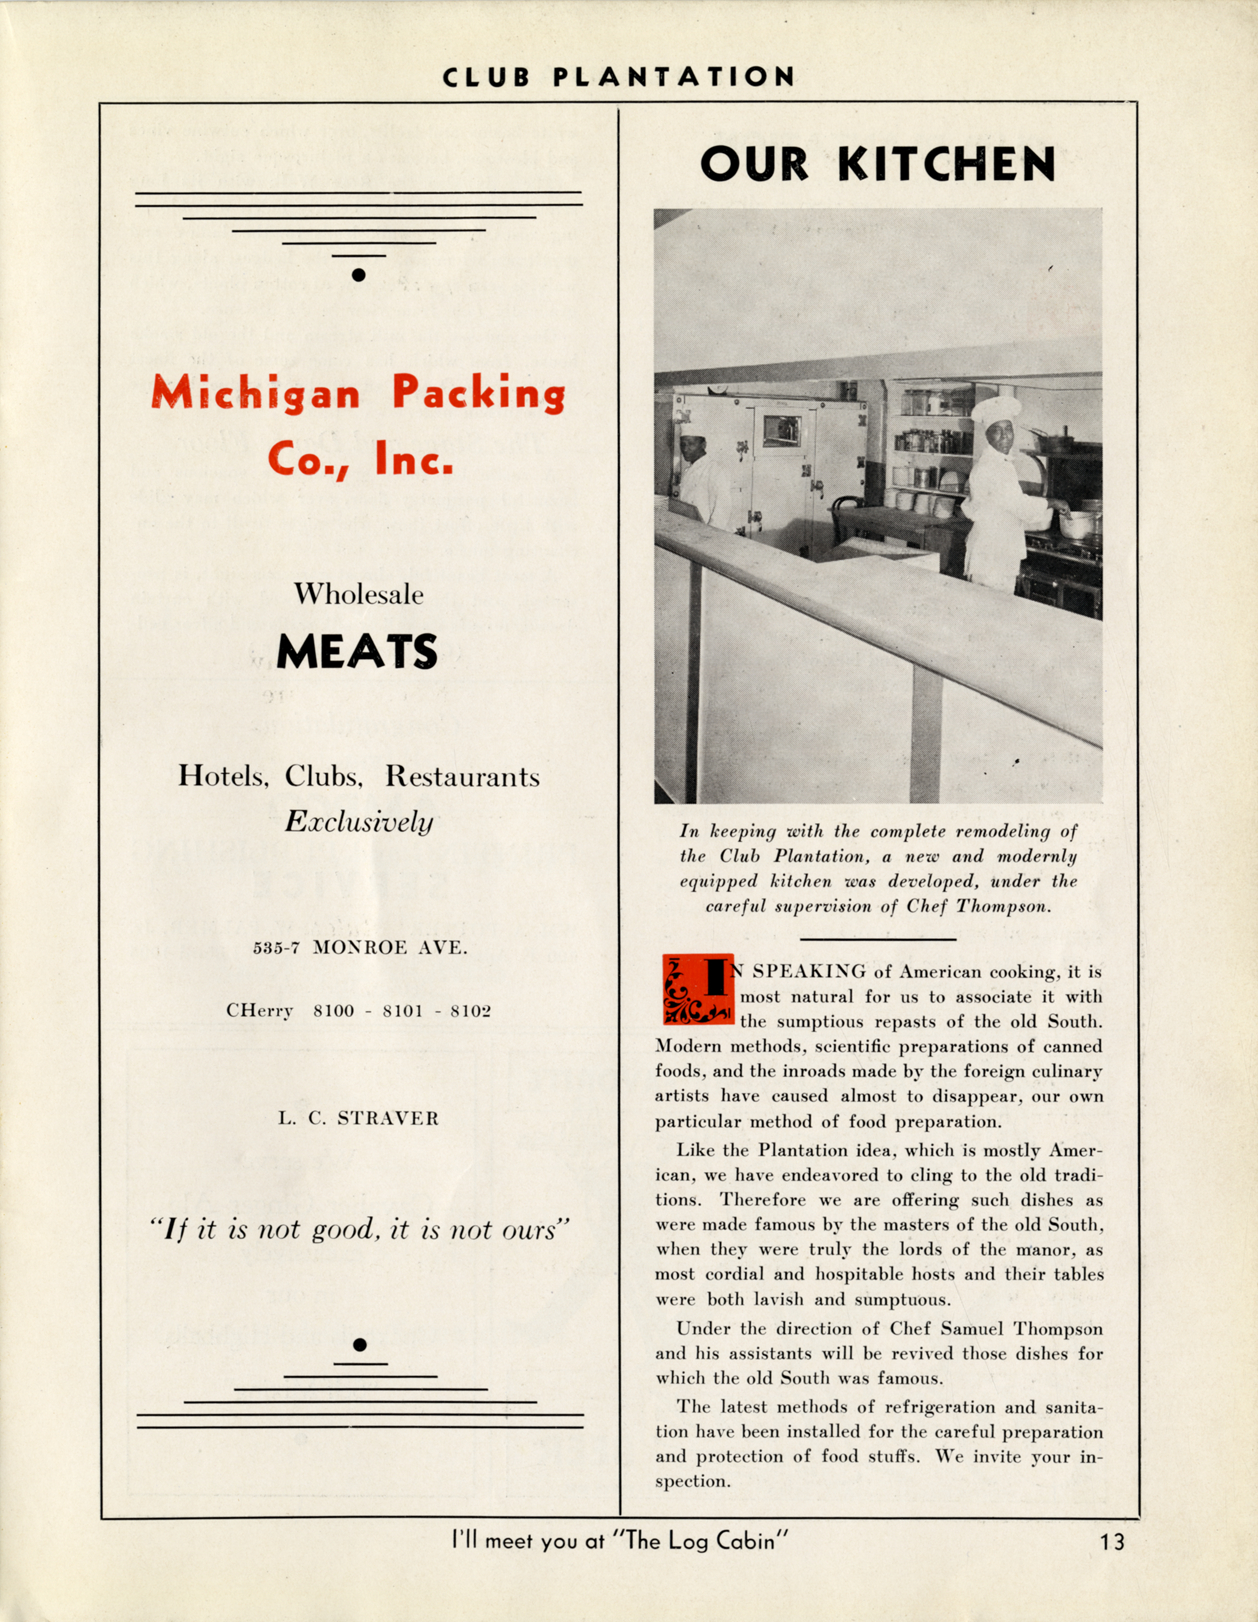 CLUB PLANTATION
Michigan Packing
Co., Inc.
Wholesale
MEATS
Hotels, Clubs, Restaurants
Exclusively
535-7 MONROE AVE.
CHerry 8100 - 8101 - 8102
L. C. STRAVER
"If it is not good, it is not ours"
OUR KITCHEN
In keeping with the complete remodeling of
the Club Plantation, a new and modernly
equipped kitchen was developed, under the
careful supervision of Chef Thompson.
IN SPEAKING of American cooking, it is
most natural for us to associate it with
the sumptious repasts of the old South.
Modern methods, scientific preparations of canned
foods, and the inroads made by the foreign culinary
artists have caused almost to disappear, our own
particular method of food preparation.
Like the Plantation idea, which is mostly Amer-
ican, we have endeavored to cling to the old tradi-
tions. Therefore we are offering such dishes as
were made famous by the masters of the old South,
when they were truly the lords of the manor, as
most cordial and hospitable hosts and their tables
were both lavish and sumptuous.
Under the direction of Chef Samuel Thompson
and his assistants will be revived those dishes for
which the old South was famous.
The latest methods of refrigeration and sanita-
tion have been installed for the careful preparation
and protection of food stuffs. We invite your in-
spection.
I'll meet you at "The Log Cabin"
13